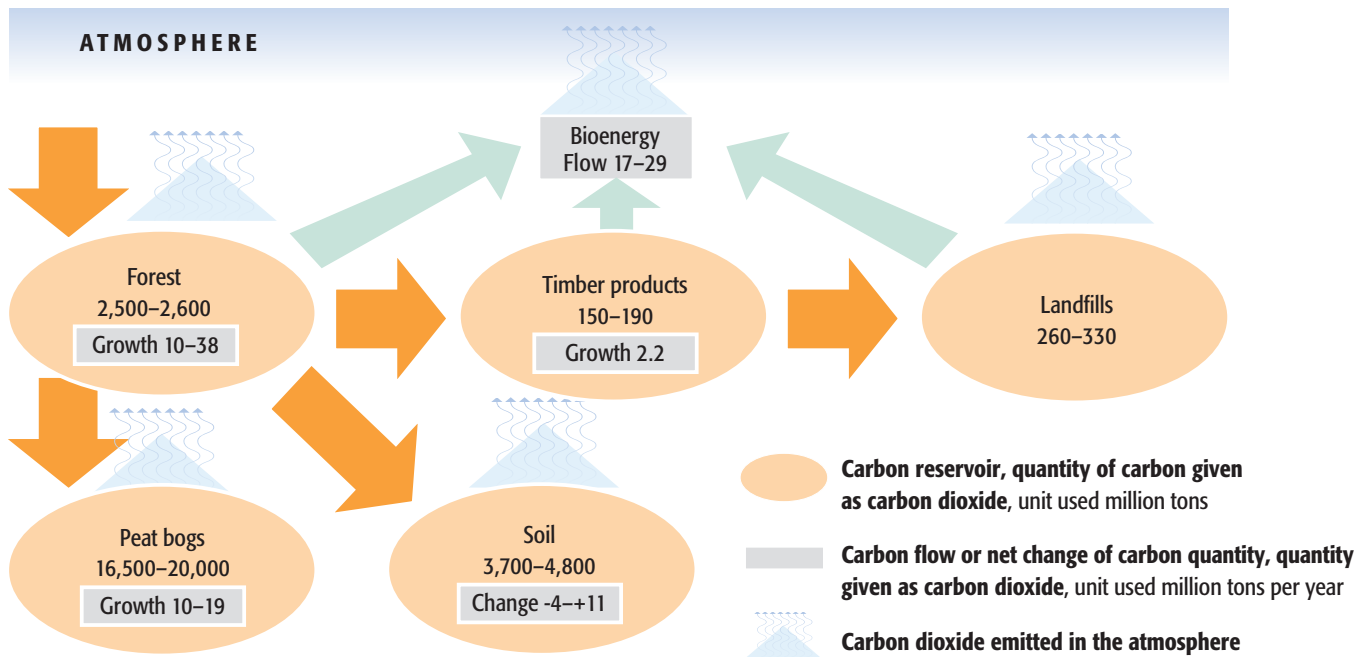 ATMOSPHERE
Bioenergy
Flow 17–29
Forest
2,500–2,600
Growth 10–38
Timber products
150–190
Growth 2.2
Landfills
260–330
Peat bogs
16,500–20,000
Growth 10–19
Soil
3,700–4,800
Change -4–+11
Carbon reservoir, quantity of carbon given
as carbon dioxide, unit used million tons
Carbon flow or net change of carbon quantity, quantity
given as carbon dioxide, unit used million tons per year
Carbon dioxide emitted in the atmosphere